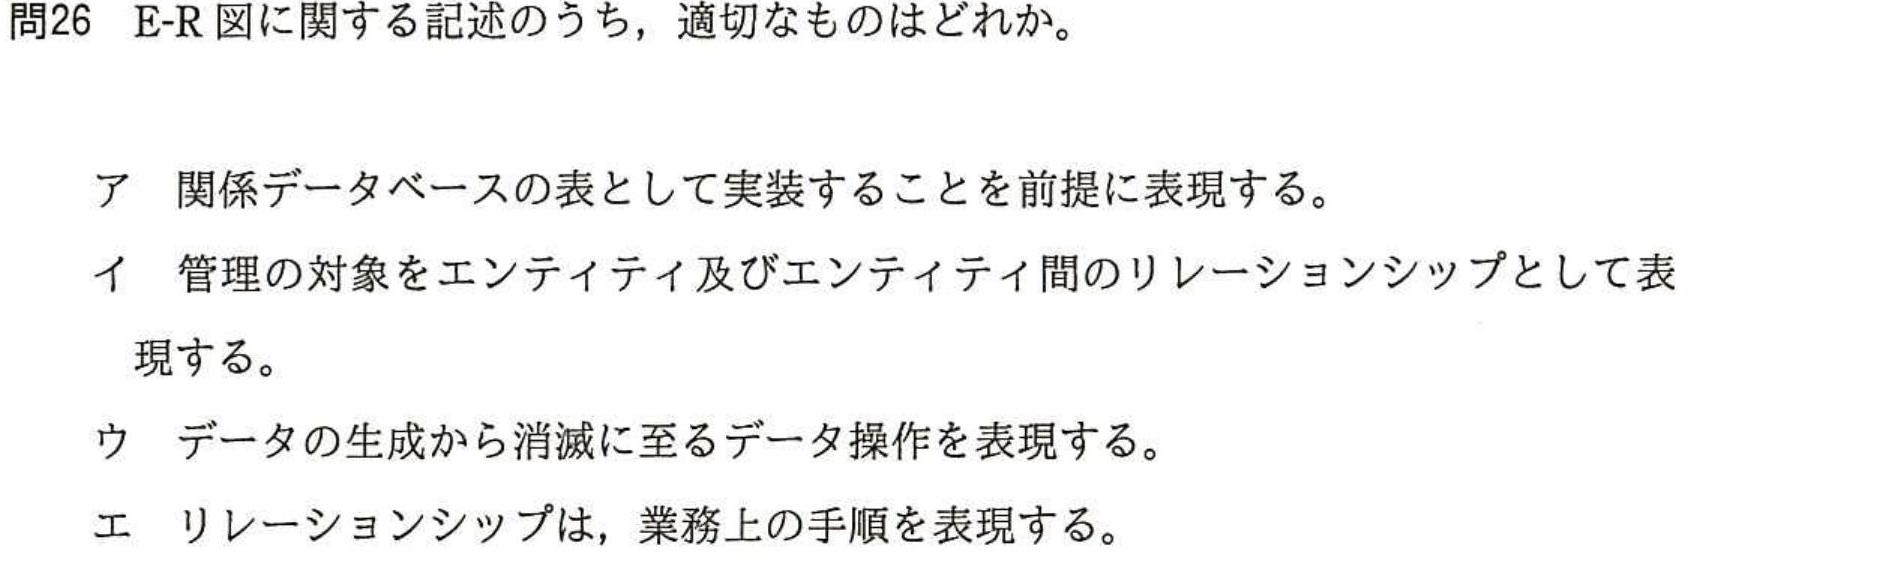 問26 E-R 図に関する記述のうち，適切なものはどれか。
ア 関係データベースの表として実装することを前提に表現する。
イ 管理の対象をエンティティ及びエンティティ間のリレーションシップとして表
現する。
ウ データの生成から消滅に至るデータ操作を表現する。
エ リレーションシップは，業務上の手順を表現する。